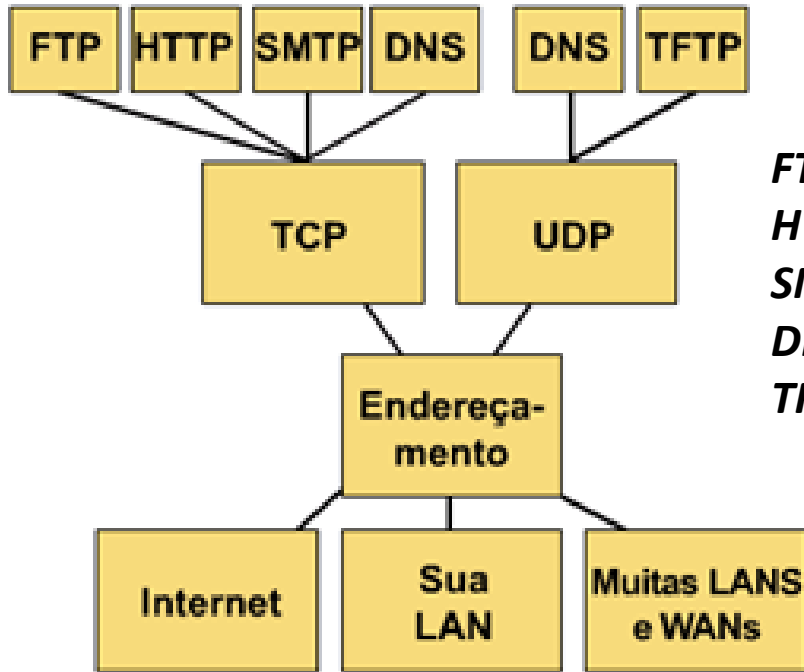 FTP HTTP SMTP DNS DNS TFTP
TCP UDP
Endereça-
mento
Internet
Sua
LAN
Muitas LANS
e WANs